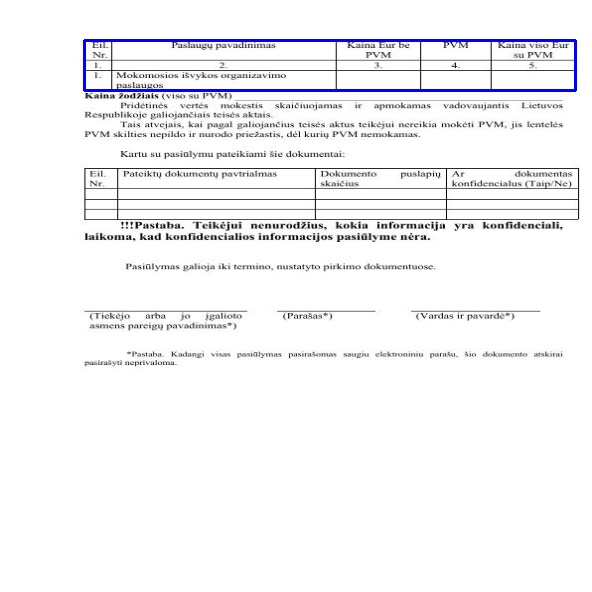 Eil. Paslaugų pavadinimas Kaina Eur be PVM Kaina viso Eur
Nr. PVM su PVM
1. 2. 3. 4. 5.
1. Mokomosios išvykos organizavimo
paslaugos
Kaina žodžiais (viso su PVM)
Pridėtinės vertės mokestis skaičiuojamas ir apmokamas vadovaujantis Lietuvos
Respublikoje galiojančiais teisės aktais.
Tais atvejais, kai pagal galiojančius teisės aktus teikėjui nereikia mokėti PVM, jis lentelės
PVM skilties nepildo ir nurodo priežastis, dėl kurių PVM nemokamas.
Kartu su pasiūlymu pateikiami šie dokumentai:
Eil. Pateiktų dokumentų pavtrialmas Dokumento puslapių Ar dokumentas
Nr. skaičius konfidencialus (Taip/Ne)
!!!Pastaba. Teikėjui nenurodžius, kokia informacija yra konfidenciali,
laikoma, kad konfidencialios informacijos pasiūlyme nėra.
Pasiūlymas galioja iki termino, nustatyto pirkimo dokumentuose.
(Tiekėjo arba jo įgalioto (Parašas*) (Vardas ir pavardė*)
asmens pareigų pavadinimas*)
*Pastaba. Kadangi visas pasiūlymas pasirašomas saugiu elektroniniu parašu, šio dokumento atskirai
pasirašyti neprivaloma.